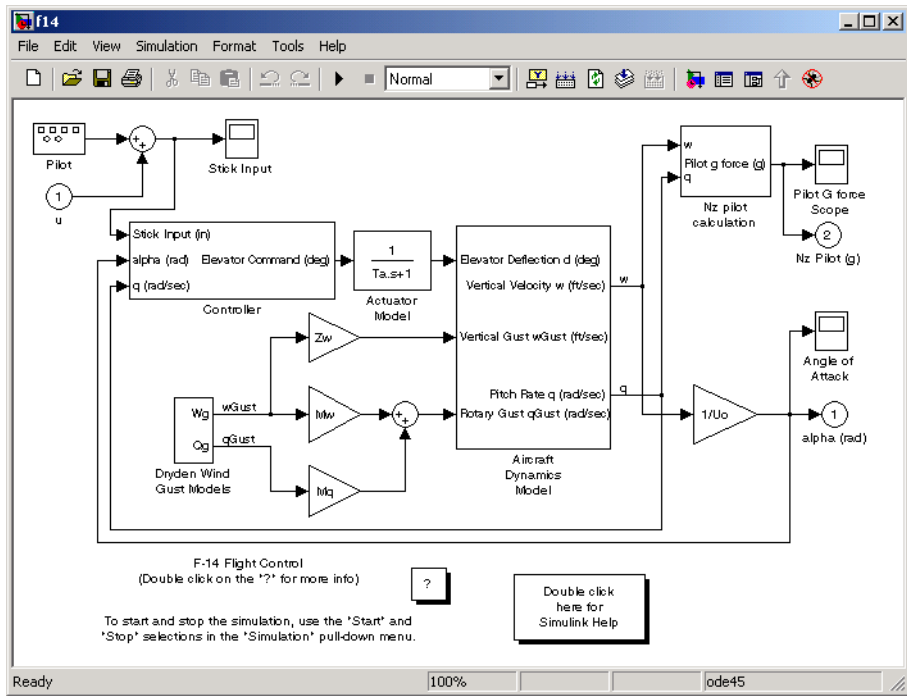 f14
File Edit View Simulation Format Tools Help
Normal
Pilot
Stick Input
1
u
w
Pilot g force (g)
q
Nz pilot
calculation
Pilot G force
Scope
2
Nz Pilot (g)
Stick Input (in)
alpha (rad)
Elevator Command (deg)
q (rad/sec)
Controller
1
Ta.s+1
Actuator
Model
Elevator Deflection d (deg)
Vertical Velocity w (ft/sec)
Vertical Gust wGust (ft/sec)
Pitch Rate q (rad/sec)
Rotary Gust qGust (rad/sec)
Aircraft
Dynamics
Model
w
q
Angle of
Attack
1/Uo
1
alpha (rad)
Zw
Mw
Mq
Wg
Qg
wGust
qGust
Dryden Wind
Gust Models
F-14 Flight Control
(Double click on the "?" for more info)
?
Double click
here for
Simulink Help
To start and stop the simulation, use the "Start" and
"Stop" selections in the "Simulation" pull-down menu.
Ready 100% ode45